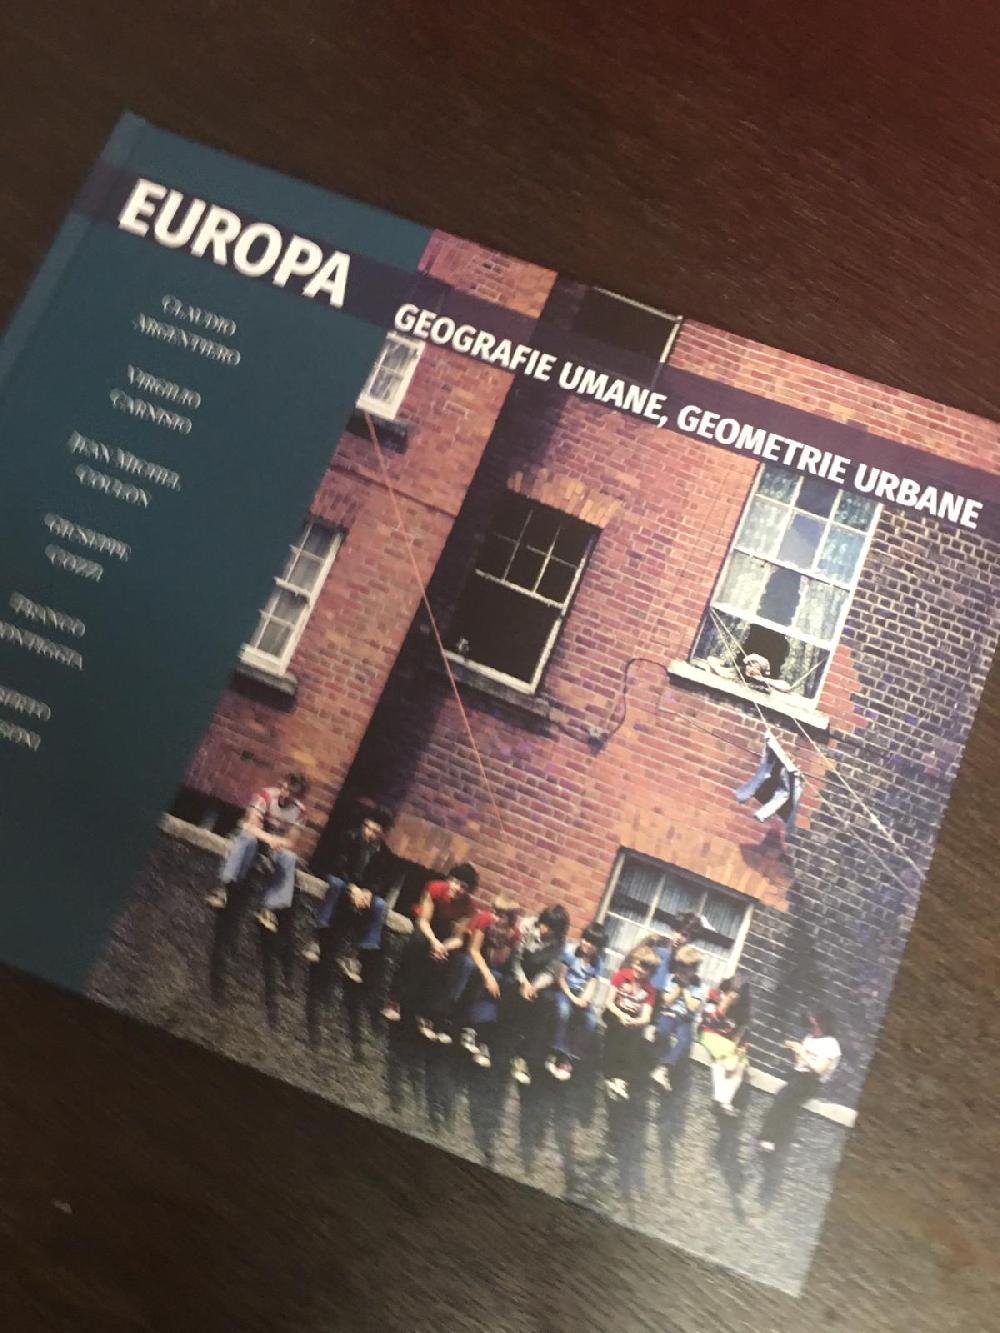 EUROPA
GEOGRAFIE UMANE, GEOMETRIE URBANE
CLAUDIO
ARGENTIERO
VIRGILIO
CARNISIO
JEAN MICHEL
COULON
GIUSEPPE
COZZI
FRANCO